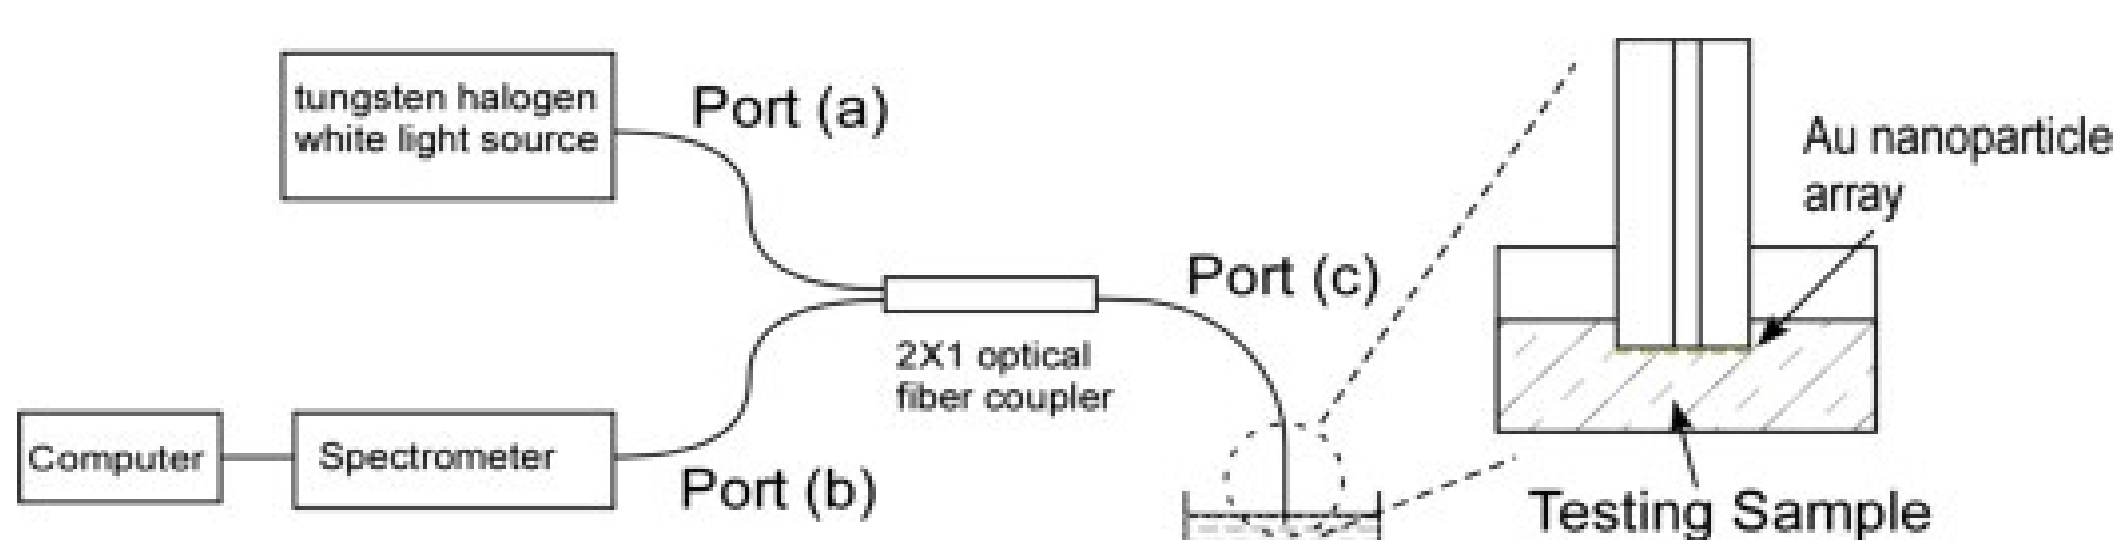 tungsten halogen
white light source
Port (a)
Au nanoparticle
array
Port (c)
2X1 optical
fiber coupler
Computer
Spectrometer
Port (b)
Testing Sample